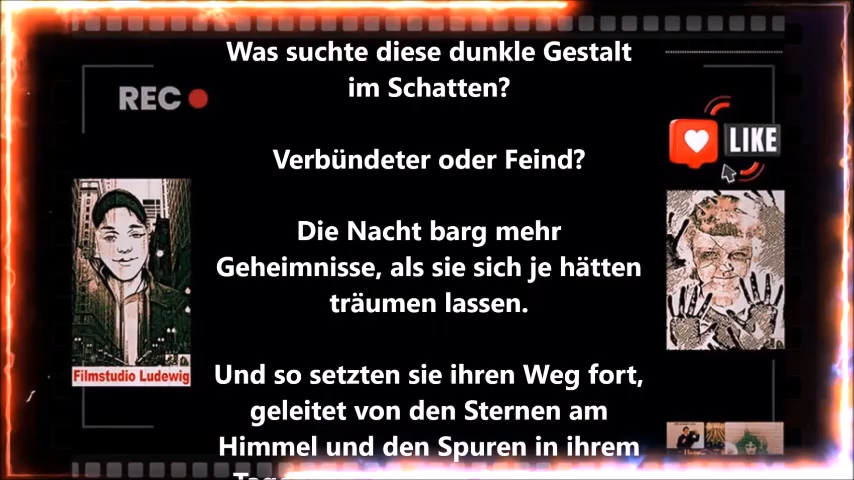 Was suchte diese dunkle Gestalt
im Schatten?
REC
LIKE
Verbündeter oder Feind?
Die Nacht barg mehr
Geheimnisse, als sie sich je hätten
träumen lassen.
Filmstudio Ludewig
Und so setzten sie ihren Weg fort,
geleitet von den Sternen am
Himmel und den Spuren in ihrem